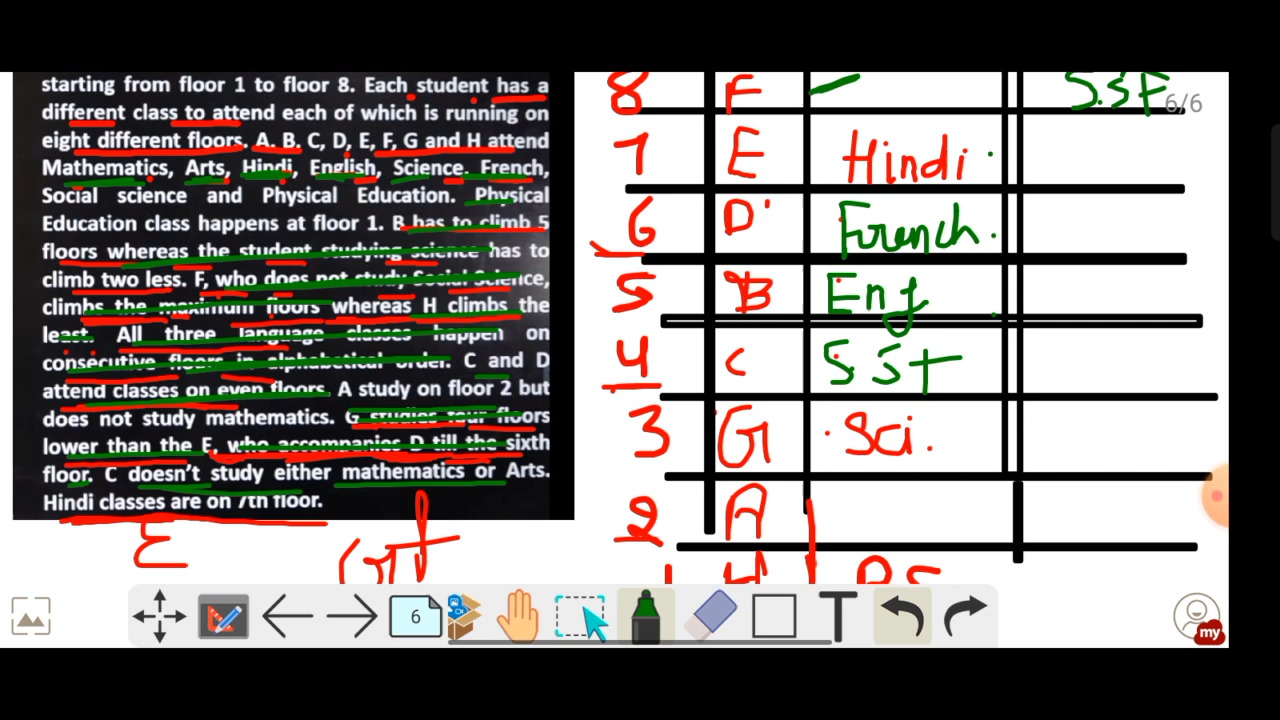 starting from floor 1 to floor 8. Each student has a
different class to attend each of which is running on
eight different floors. A. B. C, D, E, F, G and H attend
Mathematics, Arts, Hindi, English, Science. French,
Social science and Physical Education. Physical
Education class happens at floor 1. B has to climb 5
floors whereas the student studying science has to
climb two less. F, who does not study Social Science,
climbs the maximum floors whereas H climbs the
least. All three language classes happen on
consecutive floors in alphabetical order. C and D
attend classes on even floors. A study on floor 2 but
does not study mathematics. G studies four floors
lower than the E, who accompanies D till the sixth
floor. C doesn't study either mathematics or Arts.
Hindi classes are on 7th floor.
E
8 F S.SF
6/6
7 E Hindi
6 D French.
5 B Eng
4 C S St
3 G Sci.
2 A
1 H
6
T
my